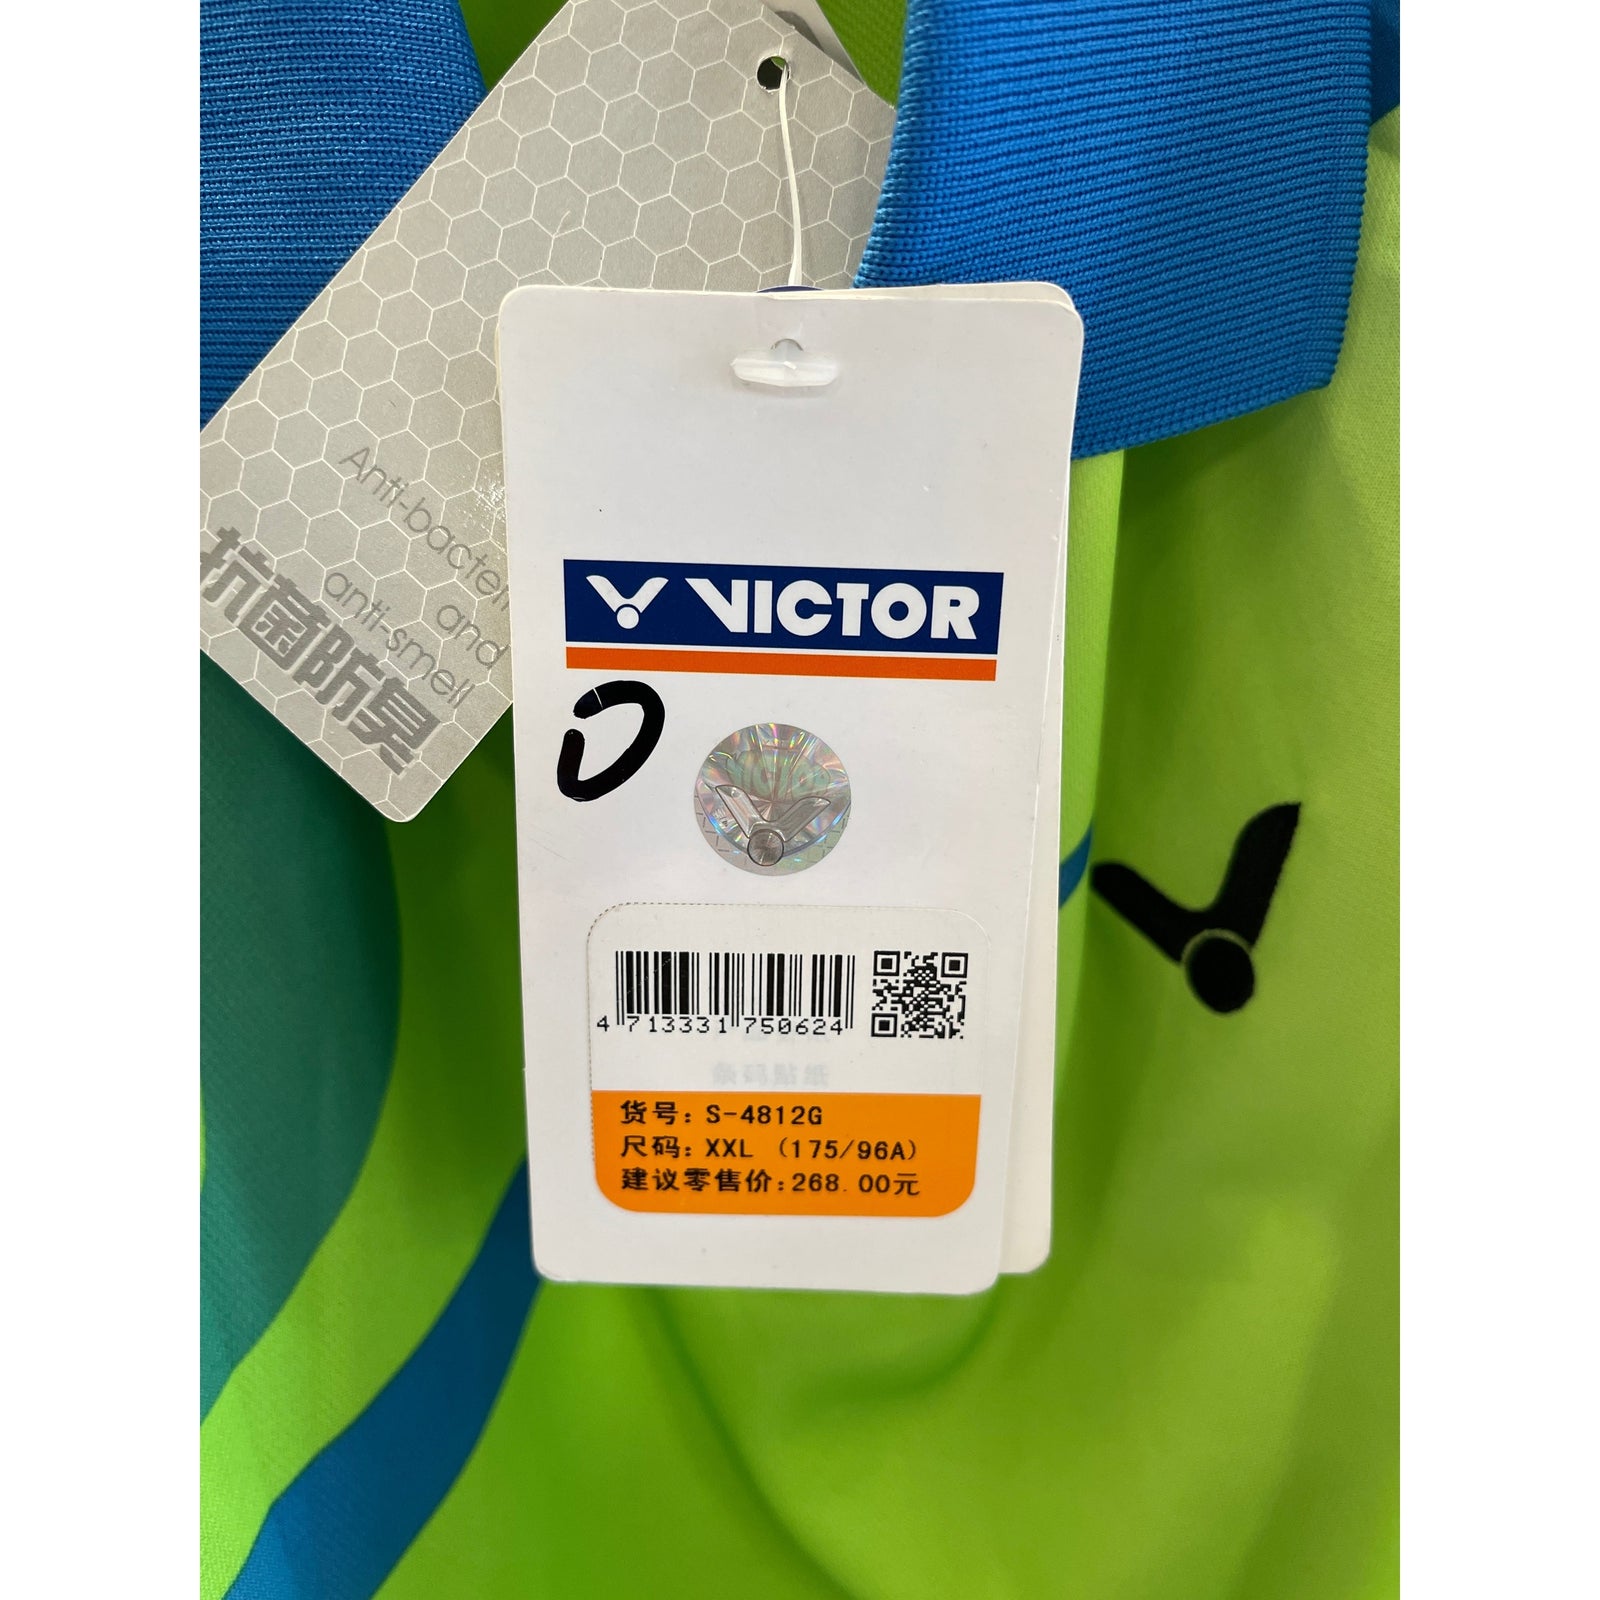 Anti-bacteri
and
anti-smell
抗菌防臭
VICTOR
D
VICTOR
4 713331 750624
货号: S-4812G
尺码: XXL (175/96A)
建议零售价:268.00元